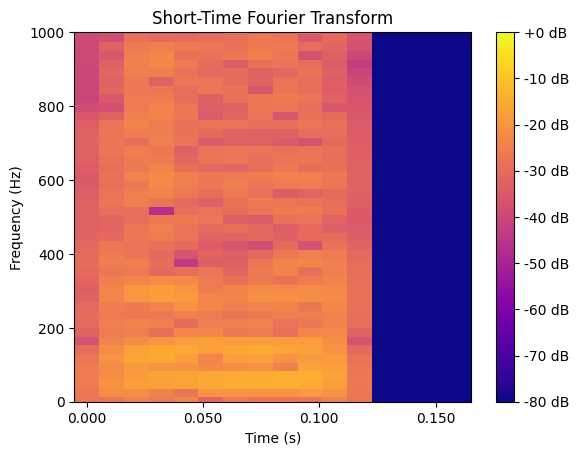 Short-Time Fourier Transform
1000
800
600
400
200
0
Frequency (Hz)
0.000
0.050
0.100
0.150
Time (s)
+0 dB
-10 dB
-20 dB
-30 dB
-40 dB
-50 dB
-60 dB
-70 dB
-80 dB